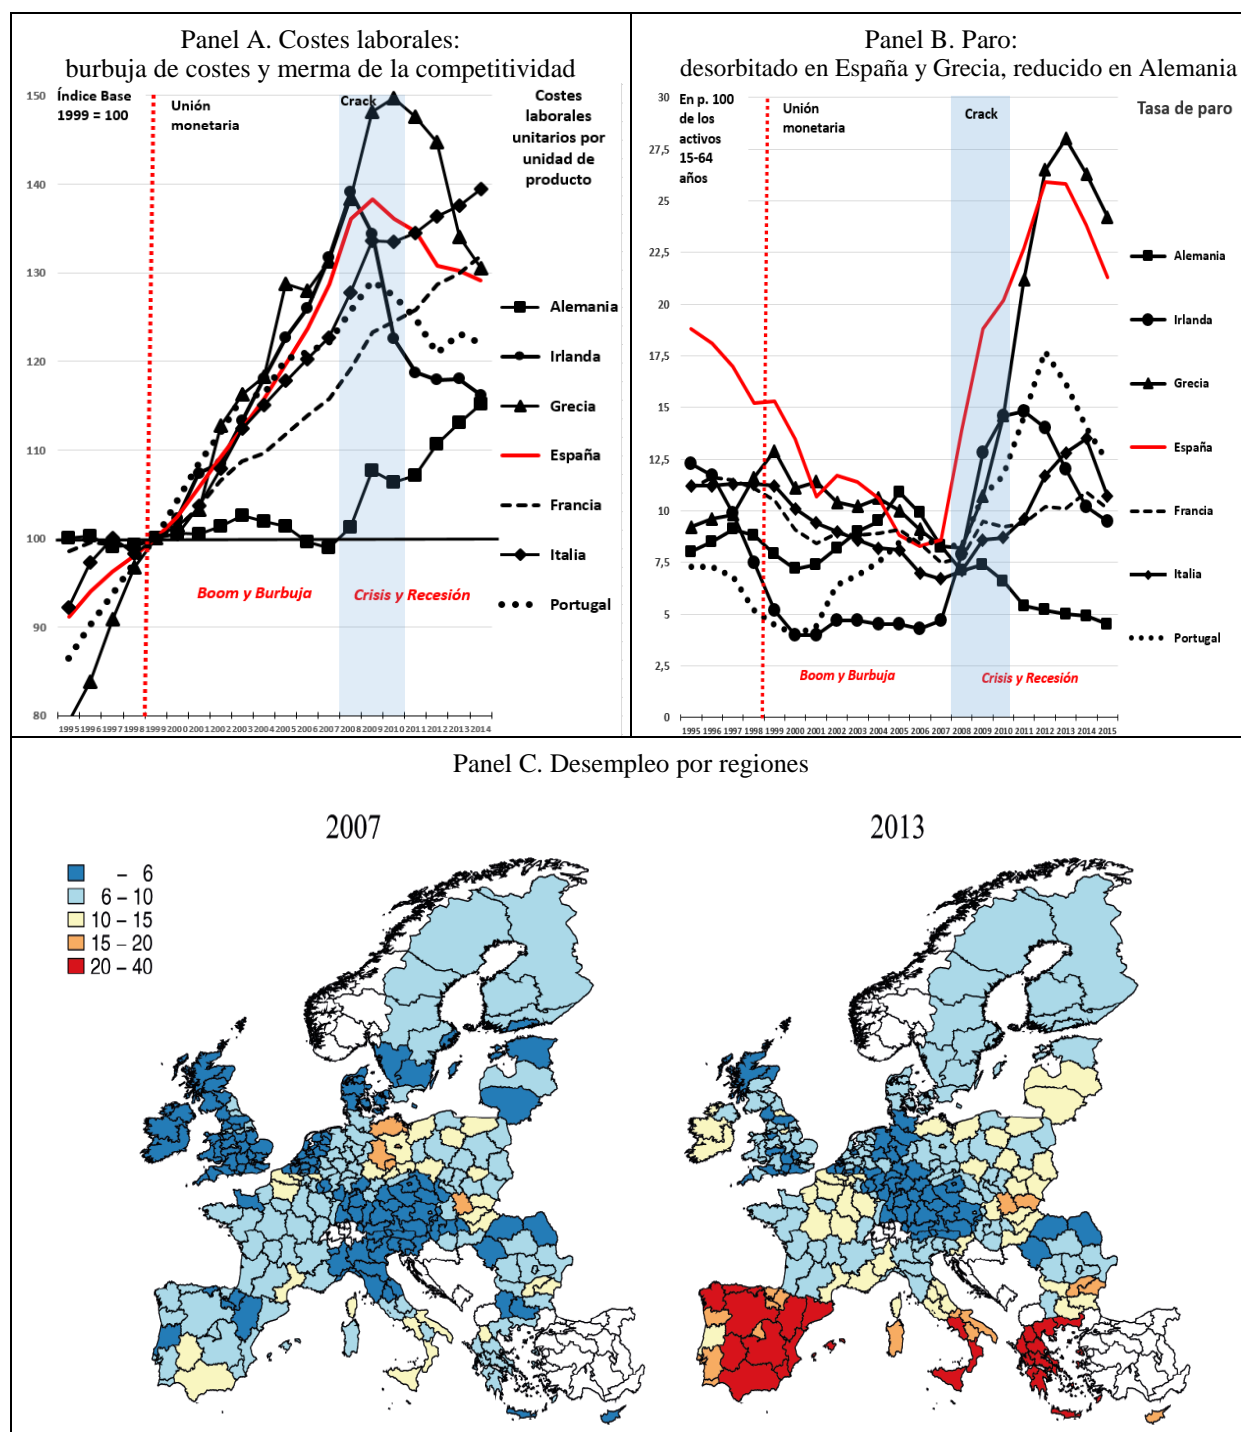 Panel A. Costes laborales:
burbuja de costes y merma de la competitividad
Índice Base
1999 = 100
Unión
monetaria
Crack
Costes
laborales
unitarios por
unidad de
producto
150
140
130
120
110
100
90
80
Alemania
Irlanda
Grecia
España
Francia
Italia
Portugal
Boom y Burbuja
Crisis y Recesión
1995 1996 1997 1998 1999 2000 2001 2002 2003 2004 2005 2006 2007 2008 2009 2010 2011 2012 2013 2014
Panel B. Paro:
desorbitado en España y Grecia, reducido en Alemania
En p. 100
de los
activos
15-64
años
Unión
monetaria
Crack
Tasa de paro
30
27,5
25
22,5
20
17,5
15
12,5
10
7,5
5
2,5
0
Alemania
Irlanda
Grecia
España
Francia
Italia
Portugal
Boom y Burbuja
Crisis y Recesión
1995 1996 1997 1998 1999 2000 2001 2002 2003 2004 2005 2006 2007 2008 2009 2010 2011 2012 2013 2014 2015
Panel C. Desempleo por regiones
2007
2013
– 6
6 – 10
10 – 15
15 – 20
20 – 40